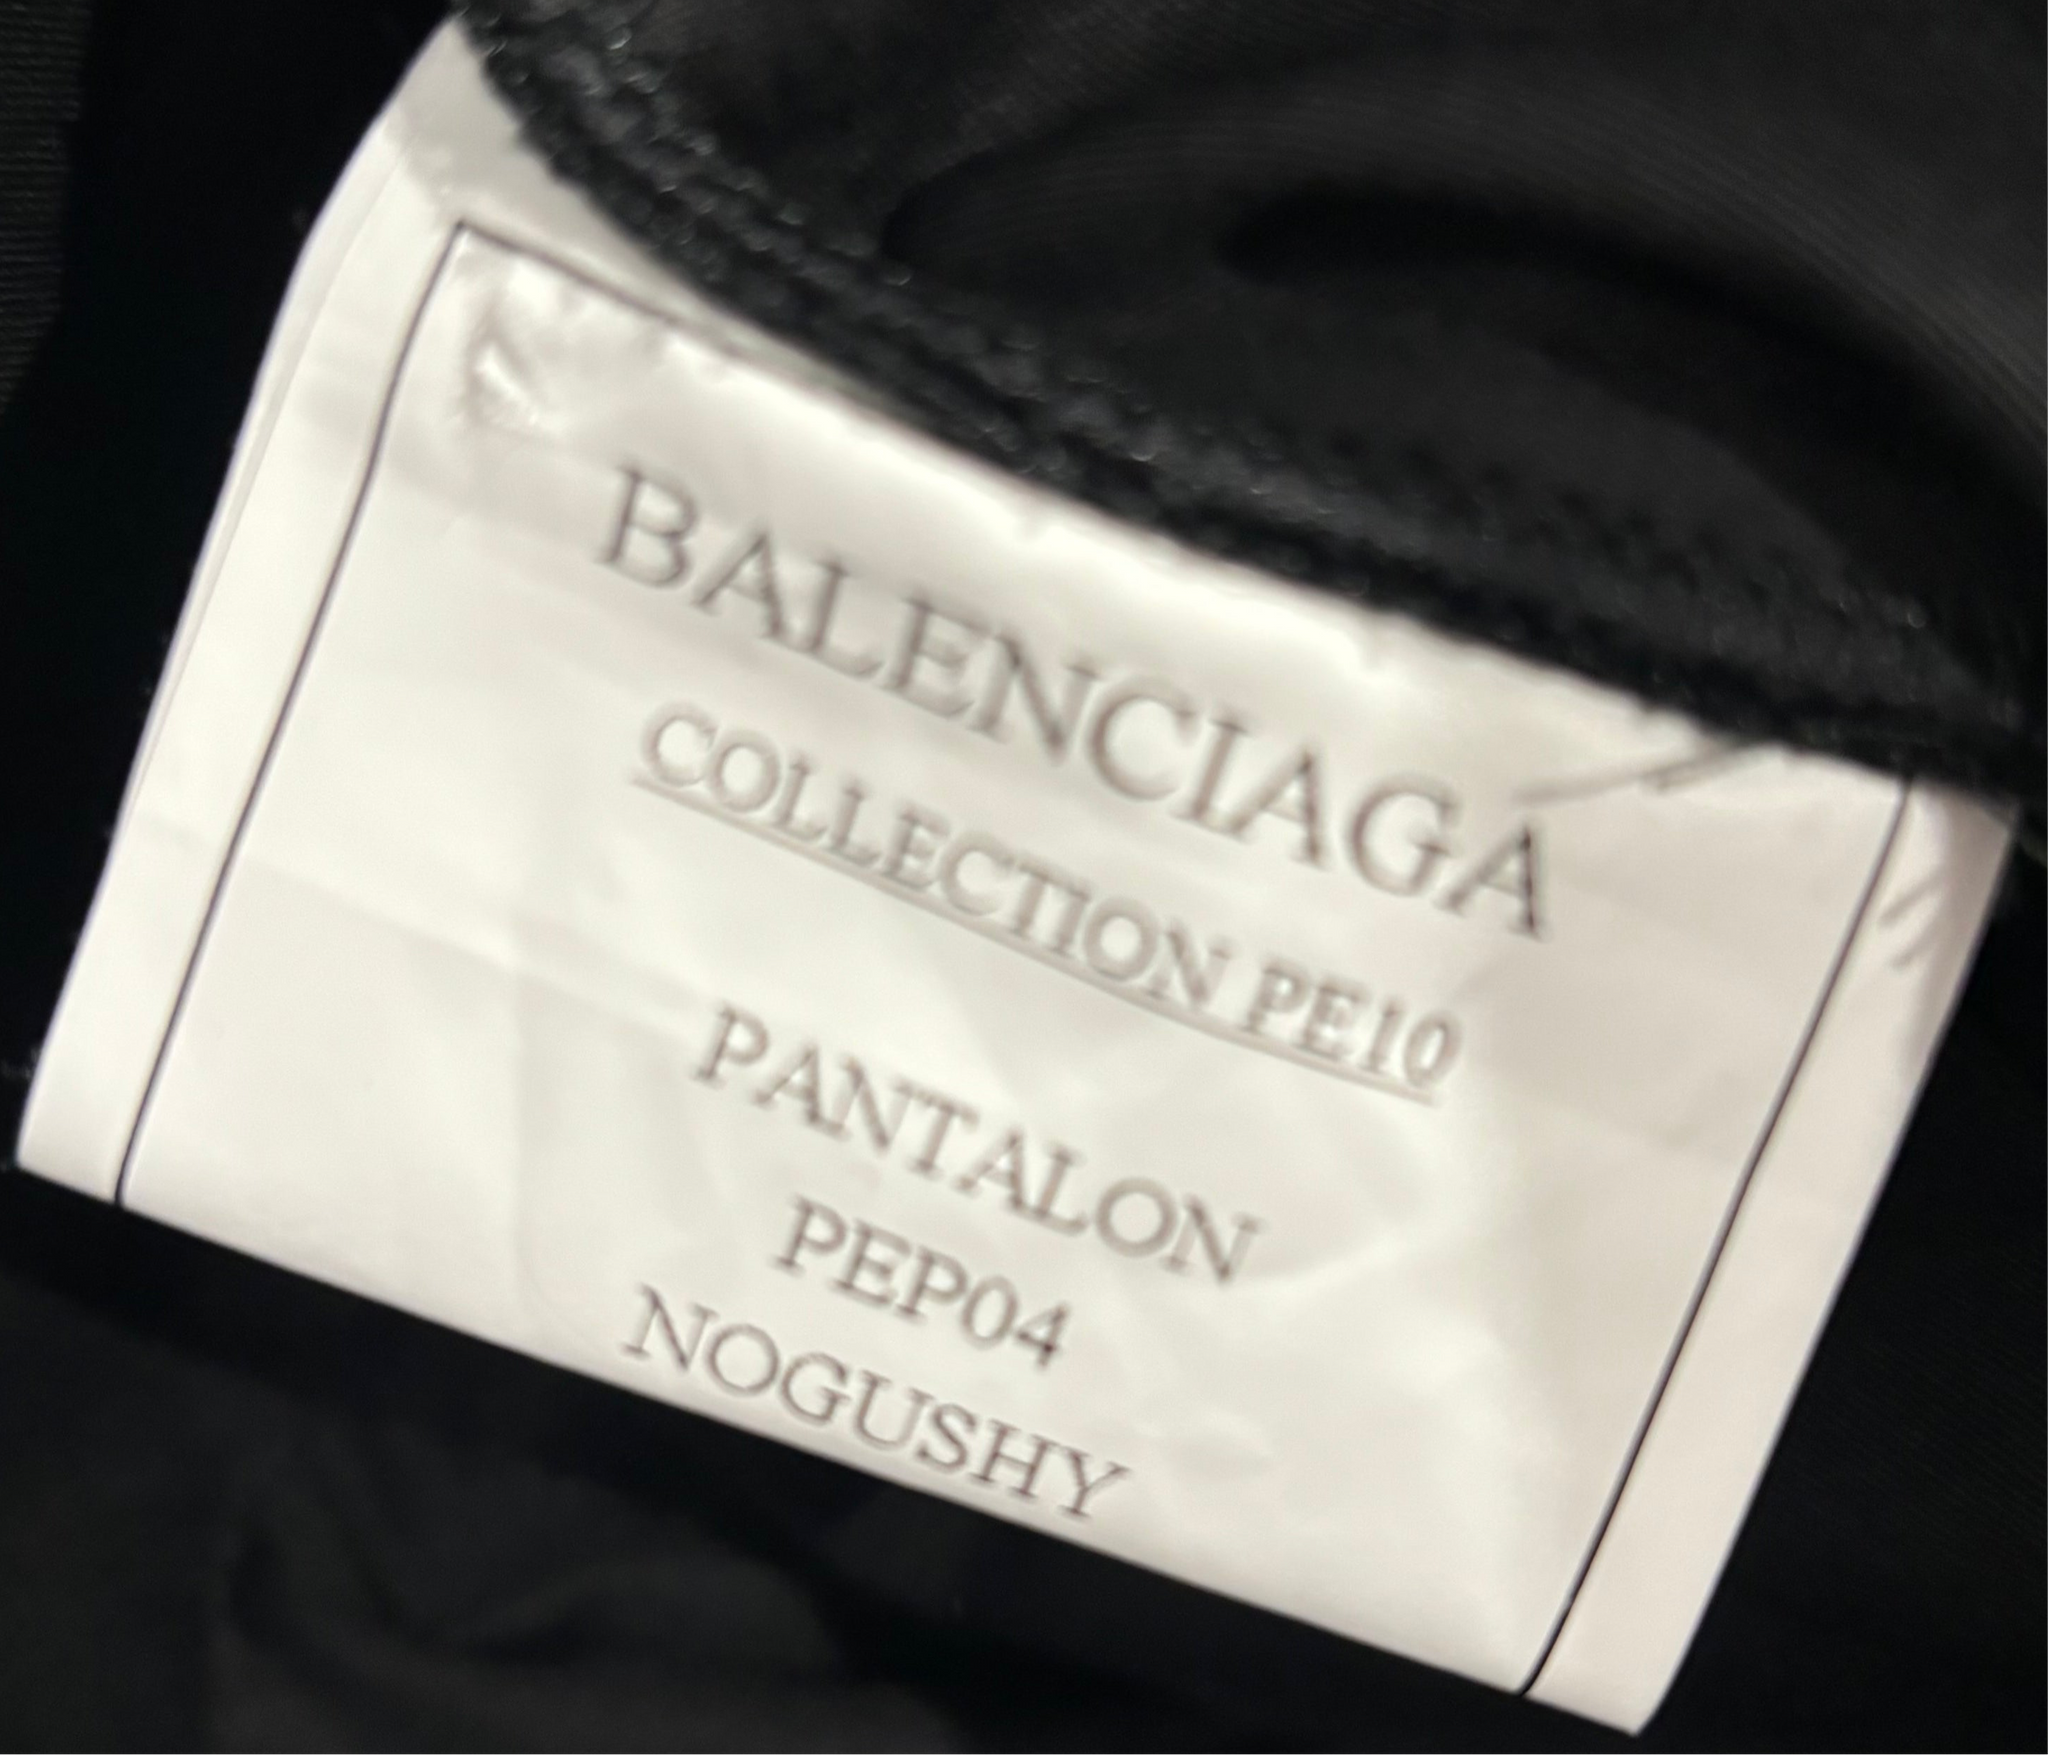 BALENCIAGA
COLLECTION PE10
PANTALON
PEP04
NOGUSHY